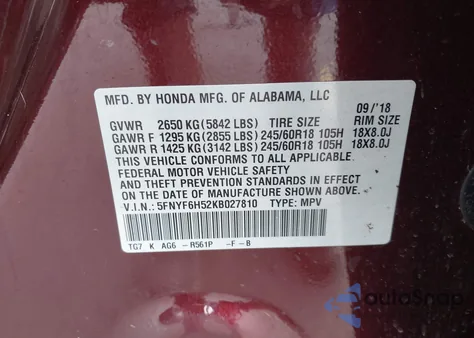 MFD. BY HONDA MFG. OF ALABAMA, LLC 09/'18
GVWR 2650 KG (5842 LBS) TIRE SIZE RIM SIZE
GAWR F 1295 KG (2855 LBS) 245/60R18 105H 18X8.0J
GAWR R 1425 KG (3142 LBS) 245/60R18 105H 18X8.0J
THIS VEHICLE CONFORMS TO ALL APPLICABLE
FEDERAL MOTOR VEHICLE SAFETY
STANDARDS IN EFFECT
ON THE DATE OF MANUFACTURE SHOWN ABOVE.
V.I.N.: 5FNYF6H52KB027810 TYPE: MPV
TG7 K AG6 -R561P -F-B
autoSnap